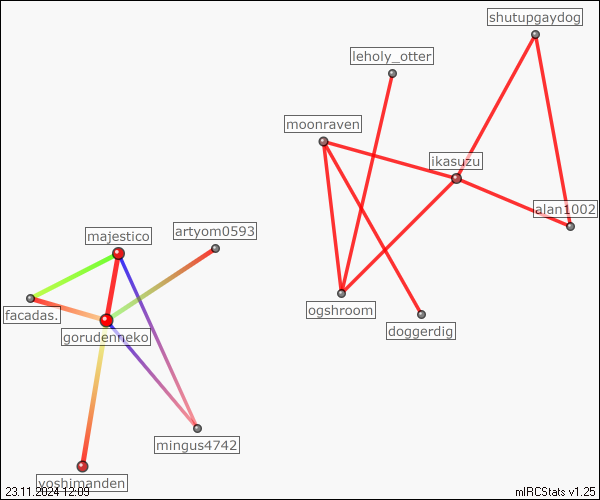 shutupgaydog
leholy_otter
moonraven
ikasuzu
alan1002
artyom0593
majestico
ogshroom
facadas.
doggerdig
gorudenneko
mingus4742
yoshimanden
23.11.2024 12:09
mIRCStats v1.25